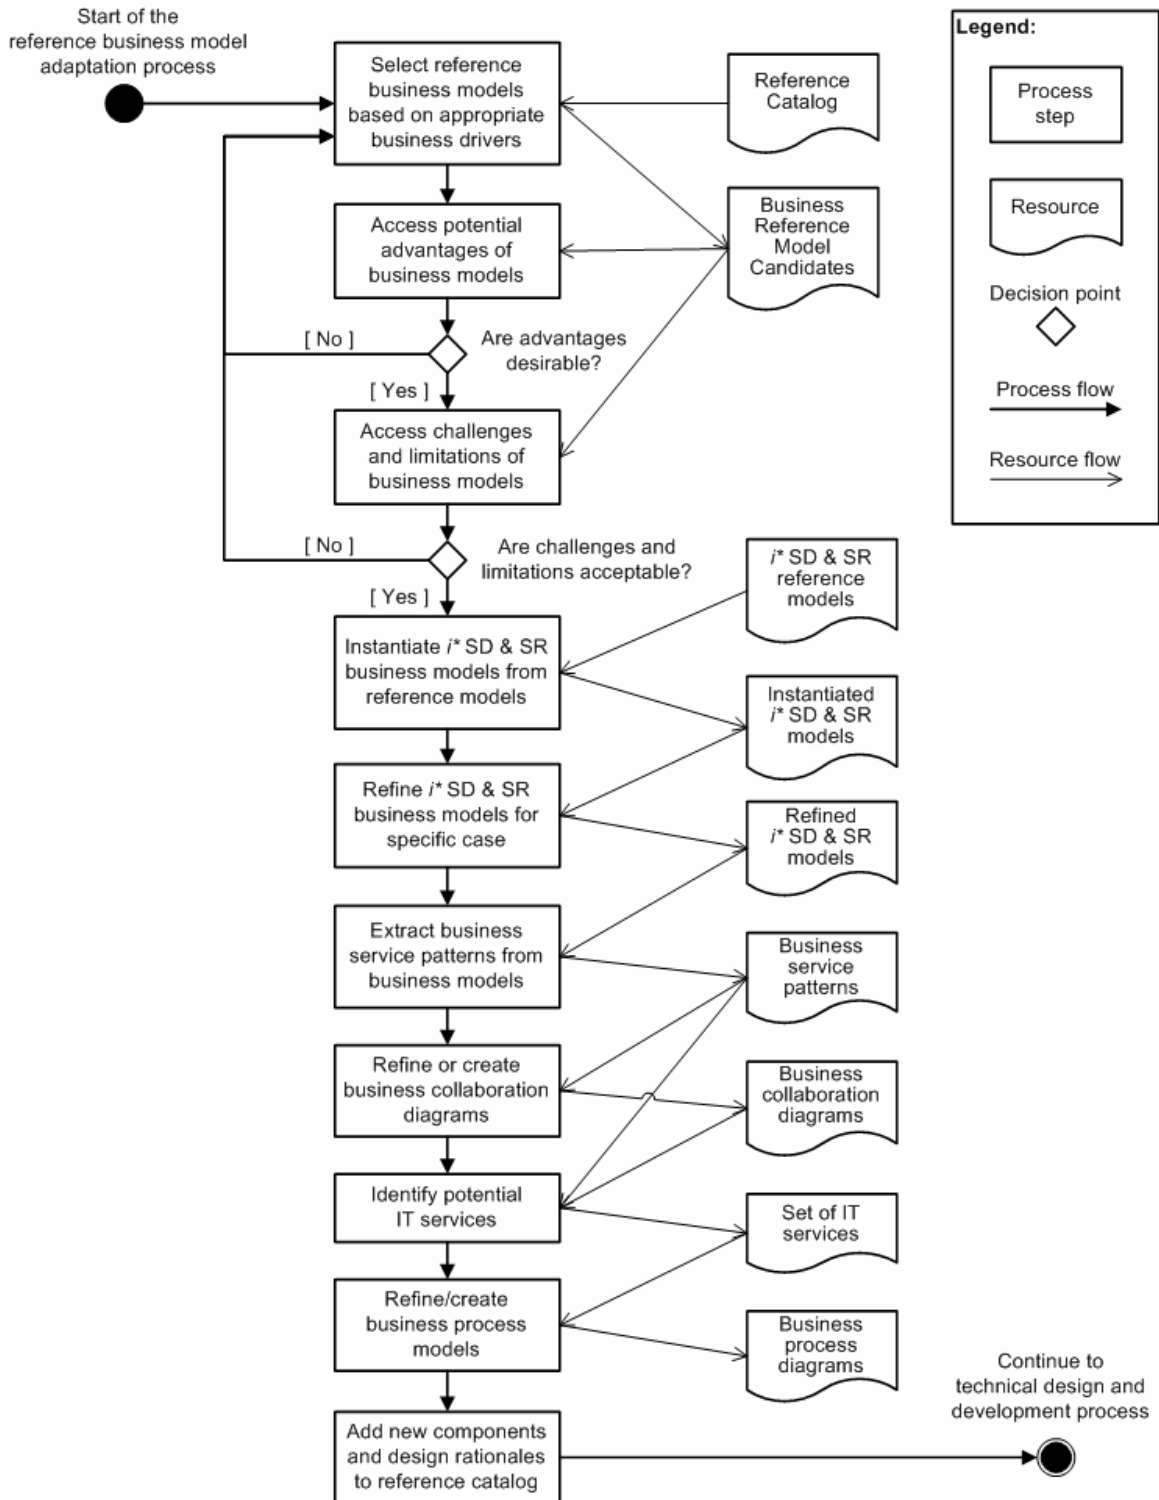 Start of the
reference business model
adaptation process
Select reference
business models
based on appropriate
business drivers
Reference
Catalog
Legend:
Process
step
Resource
Decision point
Process flow
Resource flow
Access potential
advantages of
business models
Business
Reference
Model
Candidates
[ No ]
Are advantages
desirable?
[ Yes ]
Access challenges
and limitations of
business models
[ No ]
Are challenges and
limitations acceptable?
[ Yes ]
i* SD & SR
reference
models
Instantiate i* SD & SR
business models from
reference models
Instantiated
i* SD & SR
models
Refine i* SD & SR
business models for
specific case
Refined
i* SD & SR
models
Extract business
service patterns from
business models
Business
service
patterns
Refine or create
business collaboration
diagrams
Business
collaboration
diagrams
Identify potential
IT services
Set of IT
services
Refine/create
business process
models
Business
process
diagrams
Continue to
technical design and
development process
Add new components
and design rationales
to reference catalog